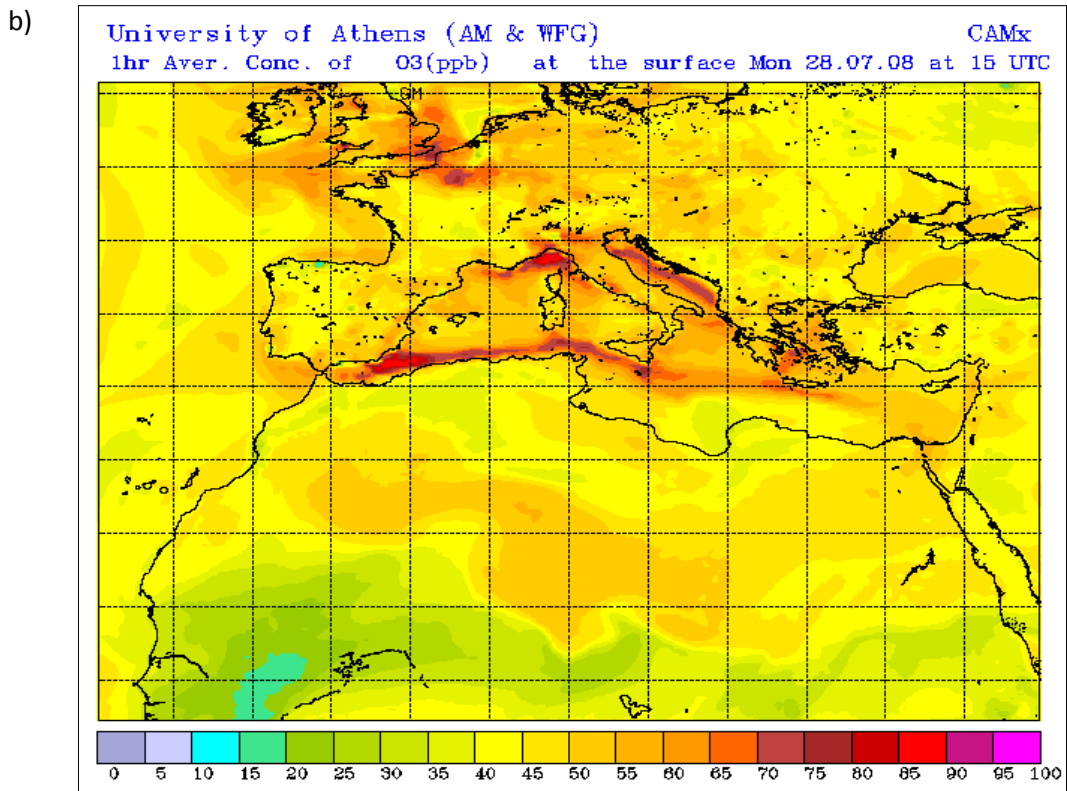 b)
University of Athens (AM & WFG) CAMx
1hr Aver. Conc. of O3(ppb) at the surface Mon 28.07.08 at 15 UTC
GM
0 5 10 15 20 25 30 35 40 45 50 55 60 65 70 75 80 85 90 95 100